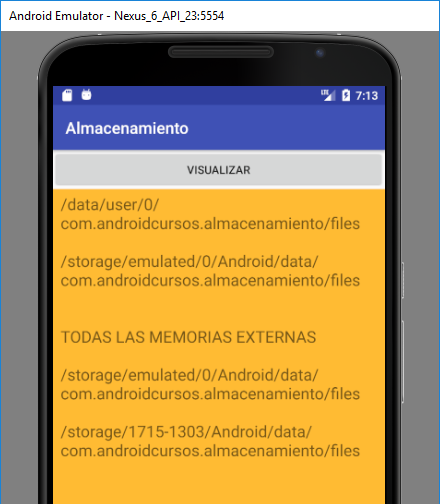 Android Emulator - Nexus_6_API_23:5554
LTE 7:13
Almacenamiento
VISUALIZAR
/data/user/0/
com.androidcursos.almacenamiento/files
/storage/emulated/0/Android/data/
com.androidcursos.almacenamiento/files
TODAS LAS MEMORIAS EXTERNAS
/storage/emulated/0/Android/data/
com.androidcursos.almacenamiento/files
/storage/1715-1303/Android/data/
com.androidcursos.almacenamiento/files